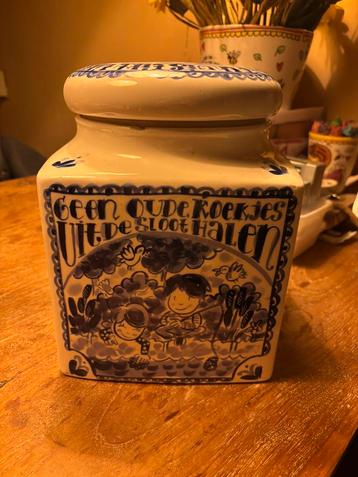 Geen oude koekjes
Uit de sloot halen